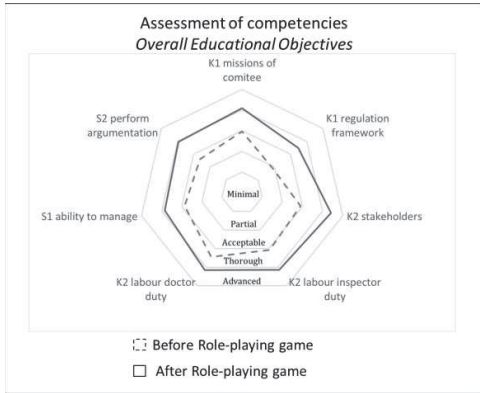 Assessment of competencies
Overall Educational Objectives
K1 missions of
comitee
S2 perform
argumentation
K1 regulation
framework
Minimal
S1 ability to manage
K2 stakeholders
Partial
Acceptable
Thorough
K2 labour doctor
duty
Advanced
K2 labour inspector
duty
Before Role-playing game
After Role-playing game